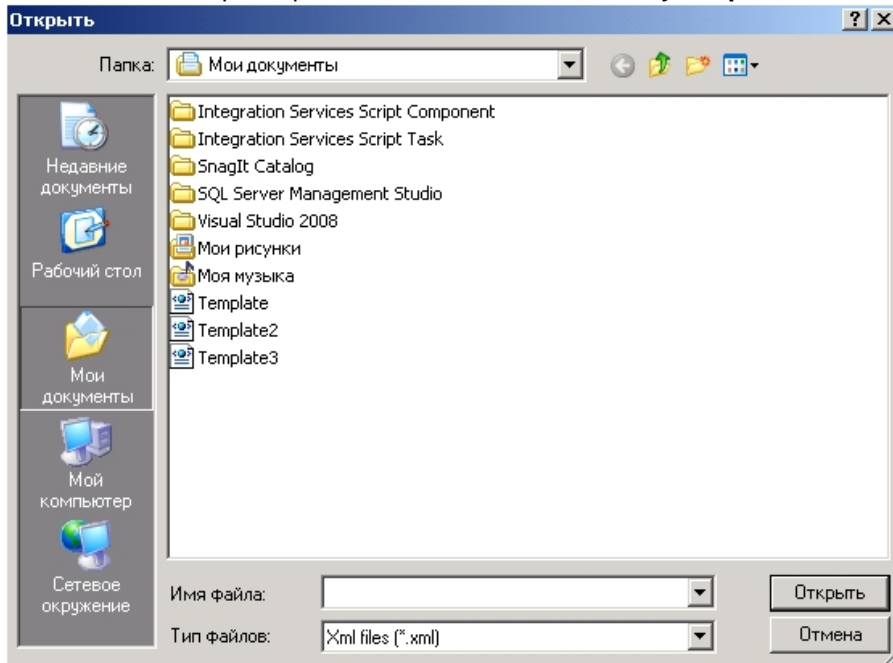 Открыть
Папка: Мои документы
Недавние документы
Рабочий стол
Мои документы
Мой компьютер
Сетевое окружение
Integration Services Script Component
Integration Services Script Task
SnagIt Catalog
SQL Server Management Studio
Visual Studio 2008
Мои рисунки
Моя музыка
Template
Template2
Template3
Имя файла:
Открыть
Тип файлов: Xml files (*.xml)
Отмена